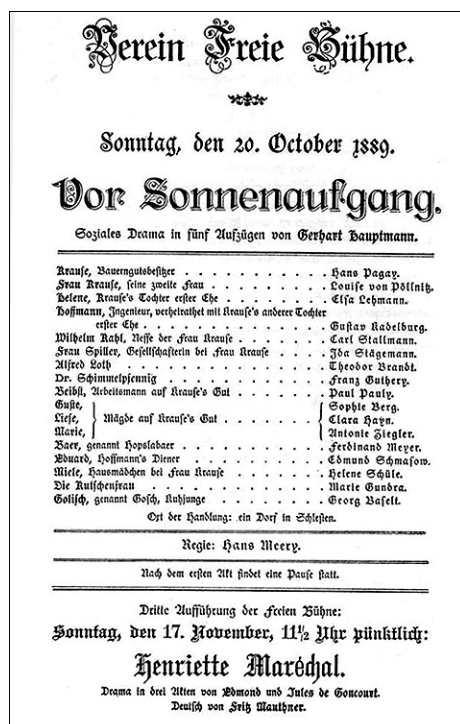 Verein Freie Bühne.
Sonntag, den 20. October 1889.
Vor Sonnenaufgang.
Soziales Drama in fünf Aufzügen von Gerhart Hauptmann.
Krause, Bauerngutsbesitzer . . . . . . . . . . Hans Pagay.
Frau Krause, seine zweite Frau . . . . . . . . . . Louise von Pöllnitz.
Helene, Krause's Tochter erster Ehe . . . . . . . . . . Elsa Lehmann.
Hoffmann, Ingenieur, verheirathet mit Krause's anderer Tochter
erster Ehe . . . . . . . . . . Gustav Kadelburg.
Wilhelm Kahl, Neffe der Frau Krause . . . . . . . . . . Carl Stallmann.
Frau Spiller, Gesellschafterin bei Frau Krause . . . . Ida Stägemann.
Alfred Loth . . . . . . . . . . Theodor Brandt.
Dr. Schimmelpfennig . . . . . . . . . . Franz Guthery.
Beibst, Arbeitsmann auf Krause's Gut . . . . . . . . . . Paul Pauly.
Guste, Sophie Berg.
Liese, Mägde auf Krause's Gut . . . . . . . . Clara Hayn.
Marie, Antonie Ziegler.
Baer, genannt Hopslabaer . . . . . . . . . . Ferdinand Meyer.
Eduard, Hoffmann's Diener . . . . . . . . . . Edmund Schmasow.
Miele, Hausmädchen bei Frau Krause . . . . . . . . Helene Schüle.
Die Kutschenfrau . . . . . . . . . . Marie Gundra.
Golisch, genannt Gosch, Kuhjunge . . . . . . . . Georg Baselt.
Ort der Handlung: ein Dorf in Schlesien.
Regie: Hans Meery.
Nach dem ersten Akt findet eine Pause statt.
Dritte Aufführung der Freien Bühne:
Sonntag, den 17. November, 11½ Uhr pünktlich:
Henriette Maréchal.
Drama in drei Akten von Edmond und Jules de Goncourt.
Deutsch von Fritz Mauthner.